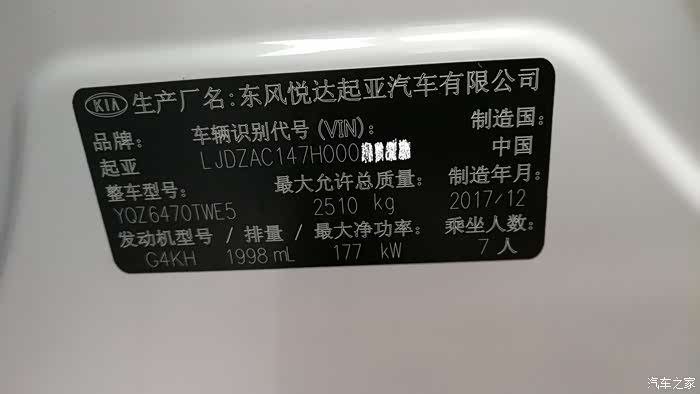 KIA 生产厂名:东风悦达起亚汽车有限公司
品牌: 车辆识别代号(VIN): 制造国:
起亚 LJDZAC147H000 中国
整车型号: 最大允许总质量: 制造年月:
YQZ6470TWE5 2510 kg 2017/12
发动机型号 / 排量 / 最大净功率: 乘坐人数:
G4KH 1998 mL 177 kW 7 人
汽车之家